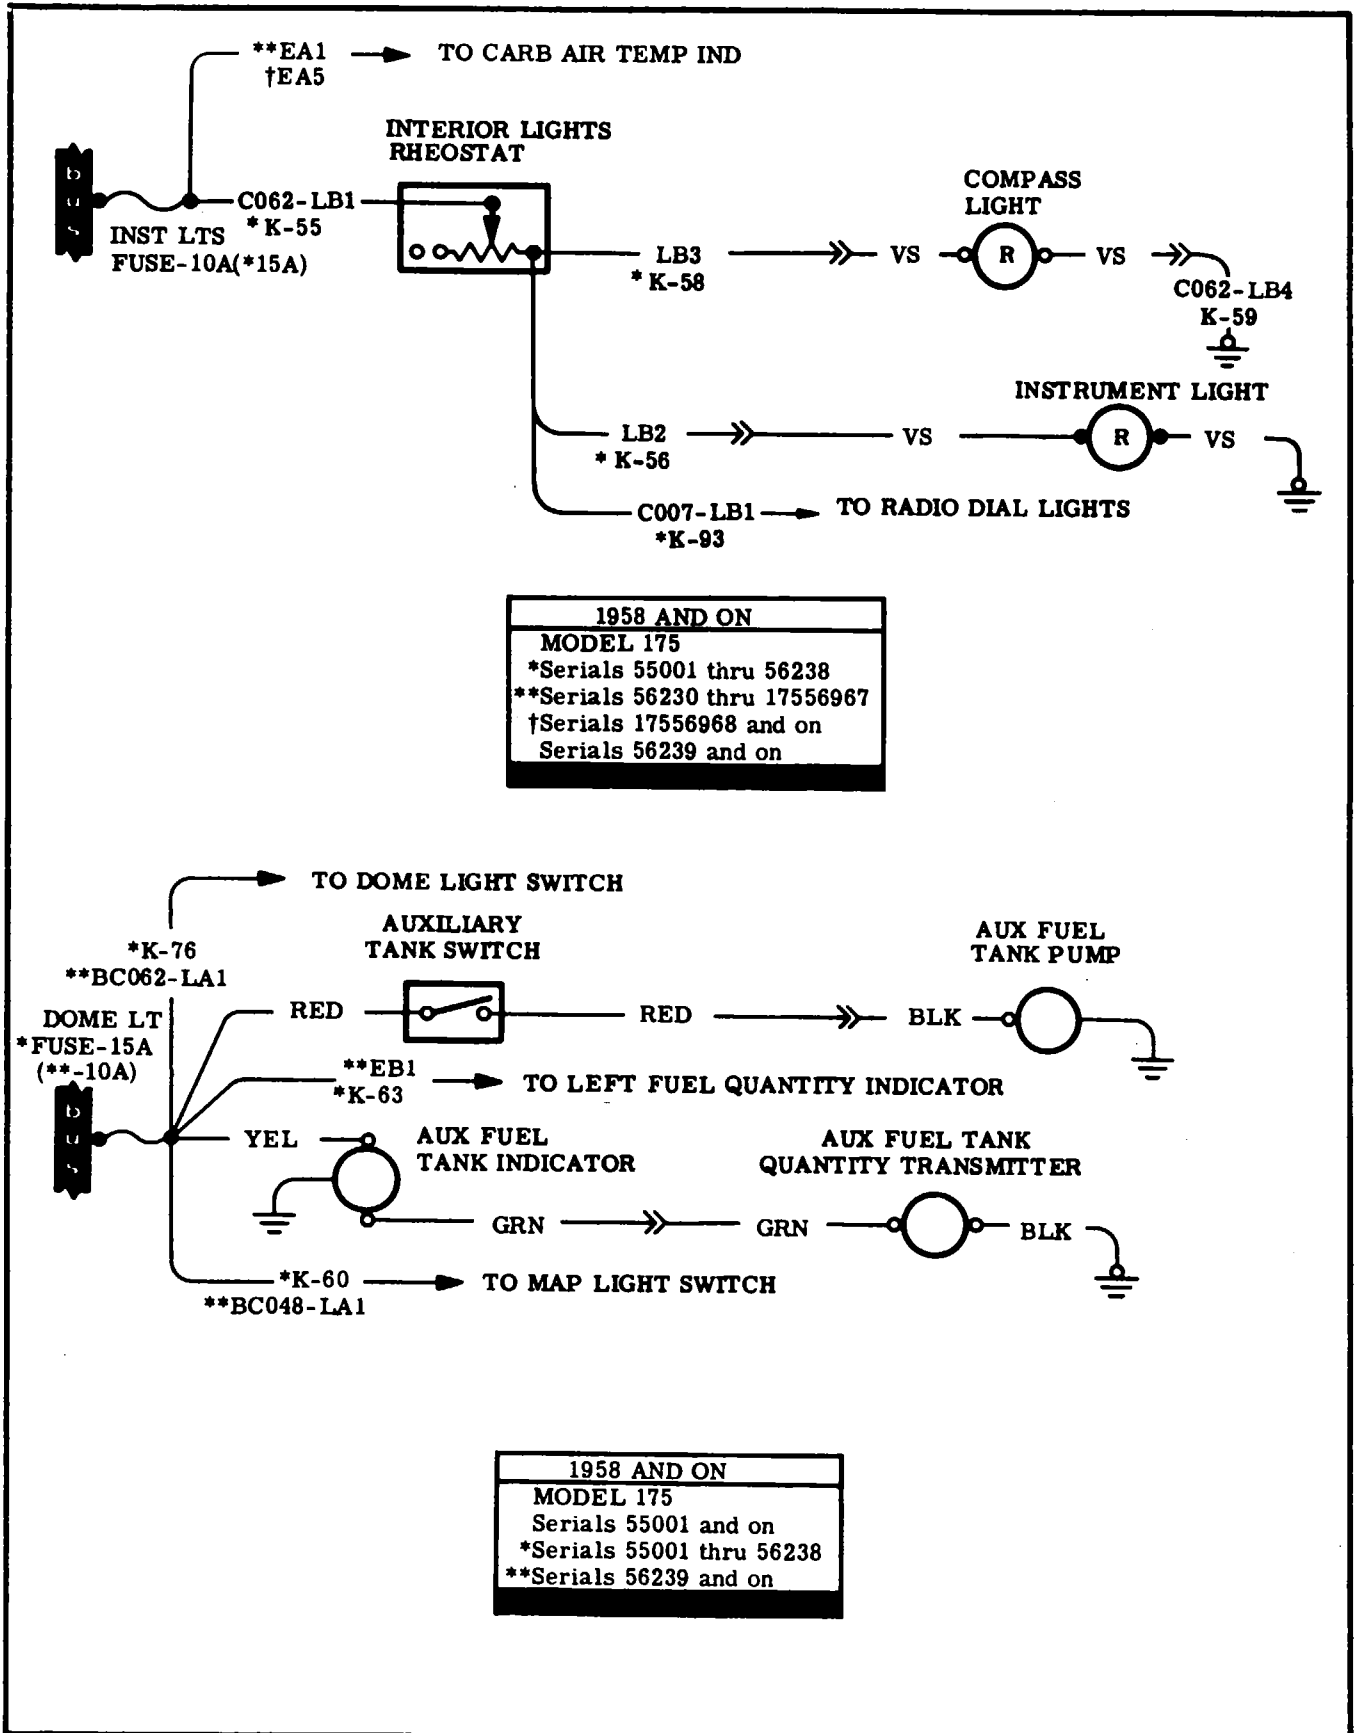 **EA1
†EA5
TO CARB AIR TEMP IND
INTERIOR LIGHTS
RHEOSTAT
bus
C062-LB1
*K-55
INST LTS
FUSE-10A(*15A)
COMPASS
LIGHT
LB3
*K-58
VS
R
VS
C062-LB4
K-59
INSTRUMENT LIGHT
LB2
*K-56
VS
R
VS
C007-LB1
*K-93
TO RADIO DIAL LIGHTS
1958 AND ON
MODEL 175
*Serials 55001 thru 56238
**Serials 56230 thru 17556967
†Serials 17556968 and on
Serials 56239 and on
TO DOME LIGHT SWITCH
*K-76
**BC062-LA1
AUXILIARY
TANK SWITCH
AUX FUEL
TANK PUMP
RED
RED
BLK
DOME LT
*FUSE-15A
(**-10A)
**EB1
*K-63
TO LEFT FUEL QUANTITY INDICATOR
bus
YEL
AUX FUEL
TANK INDICATOR
AUX FUEL TANK
QUANTITY TRANSMITTER
GRN
GRN
BLK
*K-60
**BC048-LA1
TO MAP LIGHT SWITCH
1958 AND ON
MODEL 175
Serials 55001 and on
*Serials 55001 thru 56238
**Serials 56239 and on